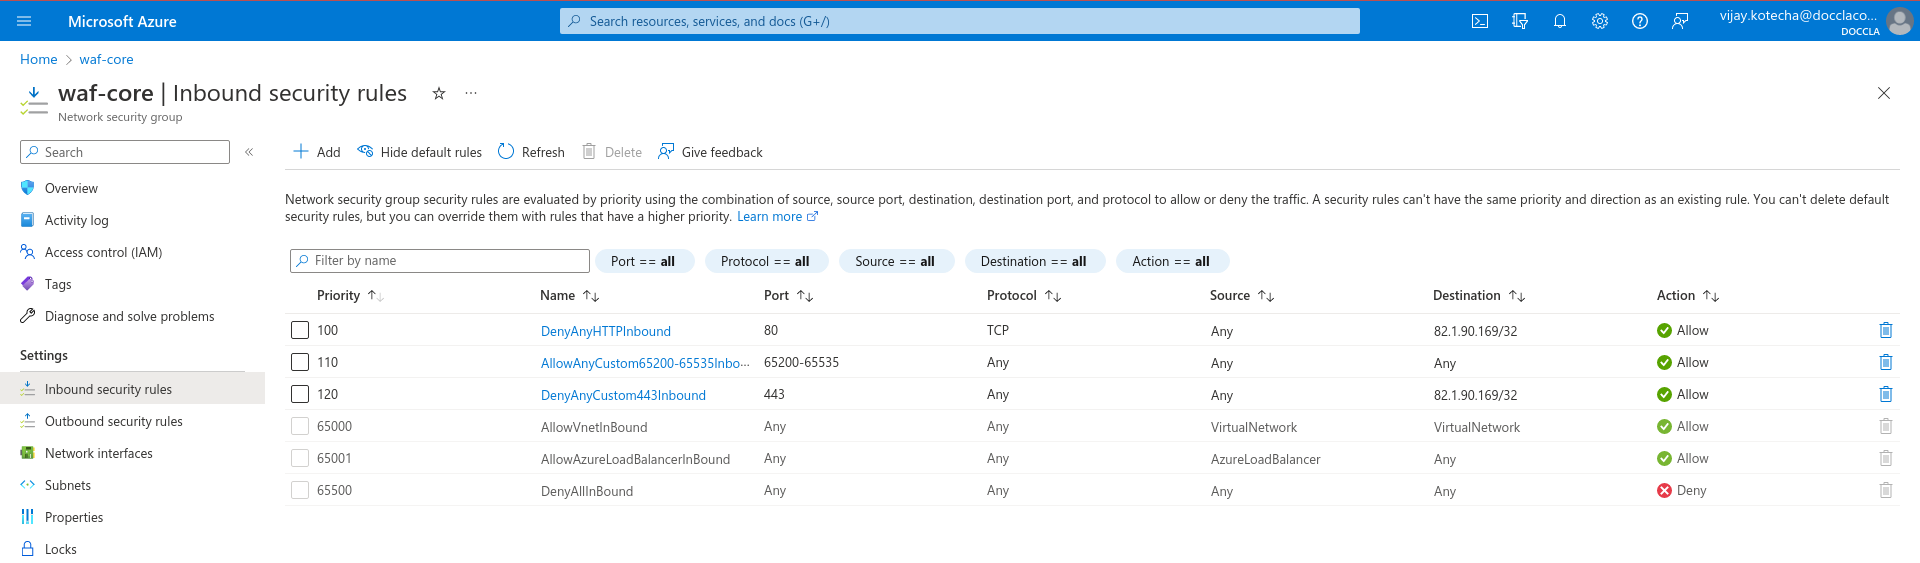 Microsoft Azure
Search resources, services, and docs (G+/)
vijay.kotecha@docclaco...
DOCCLA
Home > waf-core
waf-core | Inbound security rules
Network security group
Search
Overview
Activity log
Access control (IAM)
Tags
Diagnose and solve problems
Settings
Inbound security rules
Outbound security rules
Network interfaces
Subnets
Properties
Locks
Add Hide default rules Refresh Delete Give feedback
Network security group security rules are evaluated by priority using the combination of source, source port, destination, destination port, and protocol to allow or deny the traffic. A security rules can't have the same priority and direction as an existing rule. You can't delete default
security rules, but you can override them with rules that have a higher priority. Learn more
Filter by name Port == all Protocol == all Source == all Destination == all Action == all
Priority Name Port Protocol Source Destination Action
100 DenyAnyHTTPInbound 80 TCP Any 82.1.90.169/32 Allow
110 AllowAnyCustom65200-65535Inbo... 65200-65535 Any Any Any Allow
120 DenyAnyCustom443Inbound 443 Any Any 82.1.90.169/32 Allow
65000 AllowVnetInBound Any Any VirtualNetwork VirtualNetwork Allow
65001 AllowAzureLoadBalancerInBound Any Any AzureLoadBalancer Any Allow
65500 DenyAllInBound Any Any Any Any Deny